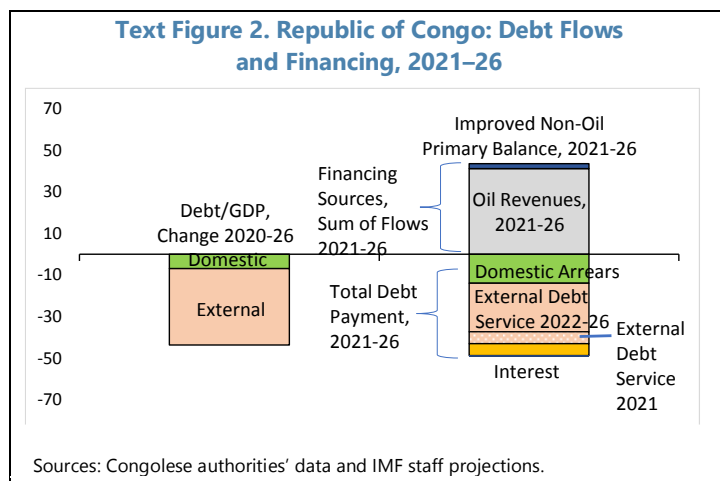 Text Figure 2. Republic of Congo: Debt Flows
and Financing, 2021–26
70
50
30
10
-10
-30
-50
-70
Debt/GDP,
Change 2020-26
Domestic
External
Improved Non-Oil
Primary Balance, 2021-26
Financing
Sources,
Sum of Flows
2021-26
Oil Revenues,
2021-26
Total Debt
Payment,
2021-26
Domestic Arrears
External Debt
Service 2022-26
External
Debt
Service
2021
Interest
Sources: Congolese authorities’ data and IMF staff projections.